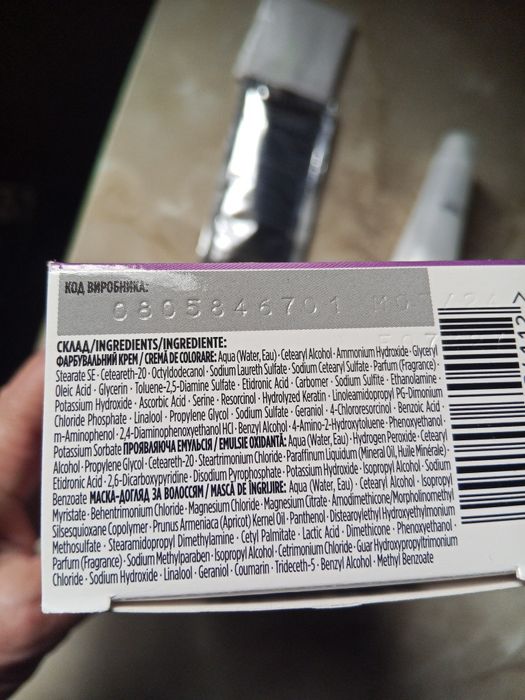 КОД ВИРОБНИКА:
0805846701
СКЛАД/INGREDIENTS/INGREDIENTE:
ФАРБУВАЛЬНИЙ КРЕМ / CREMĂ DE COLORARE: Aqua (Water, Eau) · Cetearyl Alcohol · Ammonium Hydroxide · Glyceryl
Stearate SE · Ceteareth-20 · Octyldodecanol · Sodium Laureth Sulfate · Sodium Cetearyl Sulfate · Parfum (Fragrance) ·
Oleic Acid · Glycerin · Toluene-2,5-Diamine Sulfate · Etidronic Acid · Carbomer · Sodium Sulfite · Ethanolamine ·
Potassium Hydroxide · Ascorbic Acid · Serine · Resorcinol · Hydrolyzed Keratin · Linoleamidopropyl PG-Dimonium
Chloride Phosphate · Linalool · Propylene Glycol · Sodium Sulfate · Geraniol · 4-Chlororesorcinol · Benzoic Acid ·
m-Aminophenol · 2,4-Diaminophenoxyethanol HCl · Benzyl Alcohol · 4-Amino-2-Hydroxytoluene · Phenoxyethanol ·
Potassium Sorbate ПРОЯВЛЯЮЧА ЕМУЛЬСІЯ / EMULSIE OXIDANTĂ: Aqua (Water, Eau) · Hydrogen Peroxide · Cetearyl
Alcohol · Propylene Glycol · Ceteareth-20 · Steartrimonium Chloride · Paraffinum Liquidum (Mineral Oil, Huile Minérale) ·
Etidronic Acid · 2,6-Dicarboxypyridine · Disodium Pyrophosphate · Potassium Hydroxide · Isopropyl Alcohol · Sodium
Benzoate МАСКА-ДОГЛЯД ЗА ВОЛОССЯМ / MASCĂ DE ÎNGRIJIRE: Aqua (Water, Eau) · Cetearyl Alcohol · Isopropyl
Myristate · Behentrimonium Chloride · Magnesium Chloride · Magnesium Citrate · Amodimethicone/Morpholinomethyl
Silsesquioxane Copolymer · Prunus Armeniaca (Apricot) Kernel Oil · Panthenol · Distearoylethyl Hydroxyethylmonium
Methosulfate · Stearamidopropyl Dimethylamine · Cetyl Palmitate · Lactic Acid · Dimethicone · Phenoxyethanol ·
Parfum (Fragrance) · Sodium Methylparaben · Isopropyl Alcohol · Cetrimonium Chloride · Guar Hydroxypropyltrimonium
Chloride · Sodium Hydroxide · Linalool · Geraniol · Coumarin · Trideceth-5 · Benzyl Alcohol · Methyl Benzoate